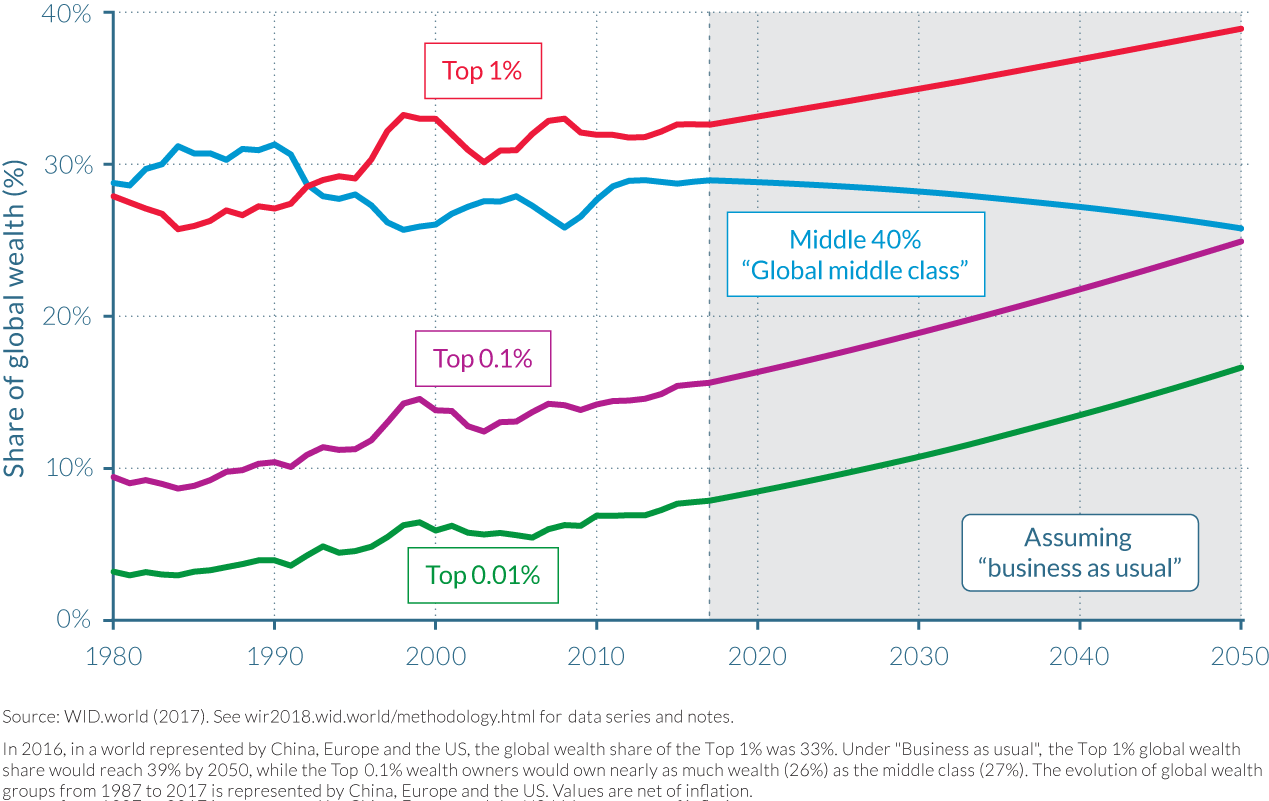 40%
30%
20%
10%
0%
Share of global wealth (%)
Top 1%
Middle 40%
“Global middle class”
Top 0.1%
Top 0.01%
Assuming
“business as usual”
1980 1990 2000 2010 2020 2030 2040 2050
Source: WID.world (2017). See wir2018.wid.world/methodology.html for data series and notes.
In 2016, in a world represented by China, Europe and the US, the global wealth share of the Top 1% was 33%. Under "Business as usual", the Top 1% global wealth
share would reach 39% by 2050, while the Top 0.1% wealth owners would own nearly as much wealth (26%) as the middle class (27%). The evolution of global wealth
groups from 1987 to 2017 is represented by China, Europe and the US. Values are net of inflation.